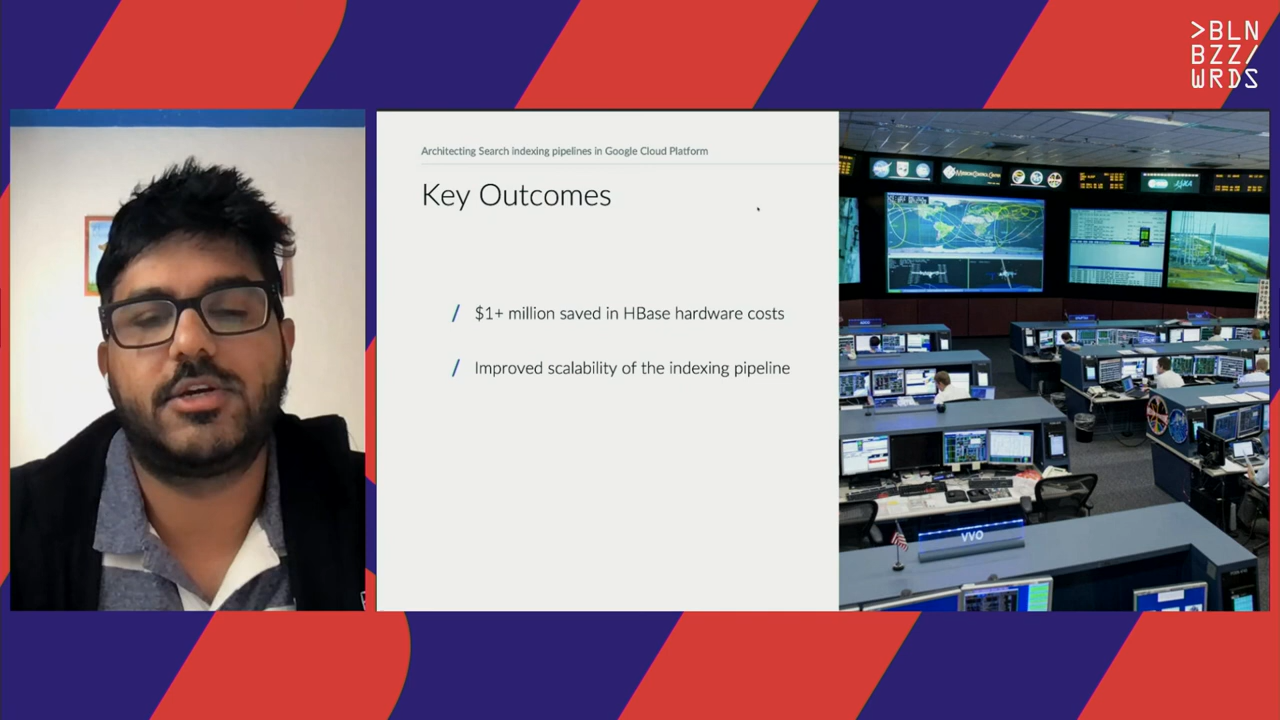 >BLN
BZZ/
WRDS
Architecting Search indexing pipelines in Google Cloud Platform
Key Outcomes
/ $1+ million saved in HBase hardware costs
/ Improved scalability of the indexing pipeline
VVO